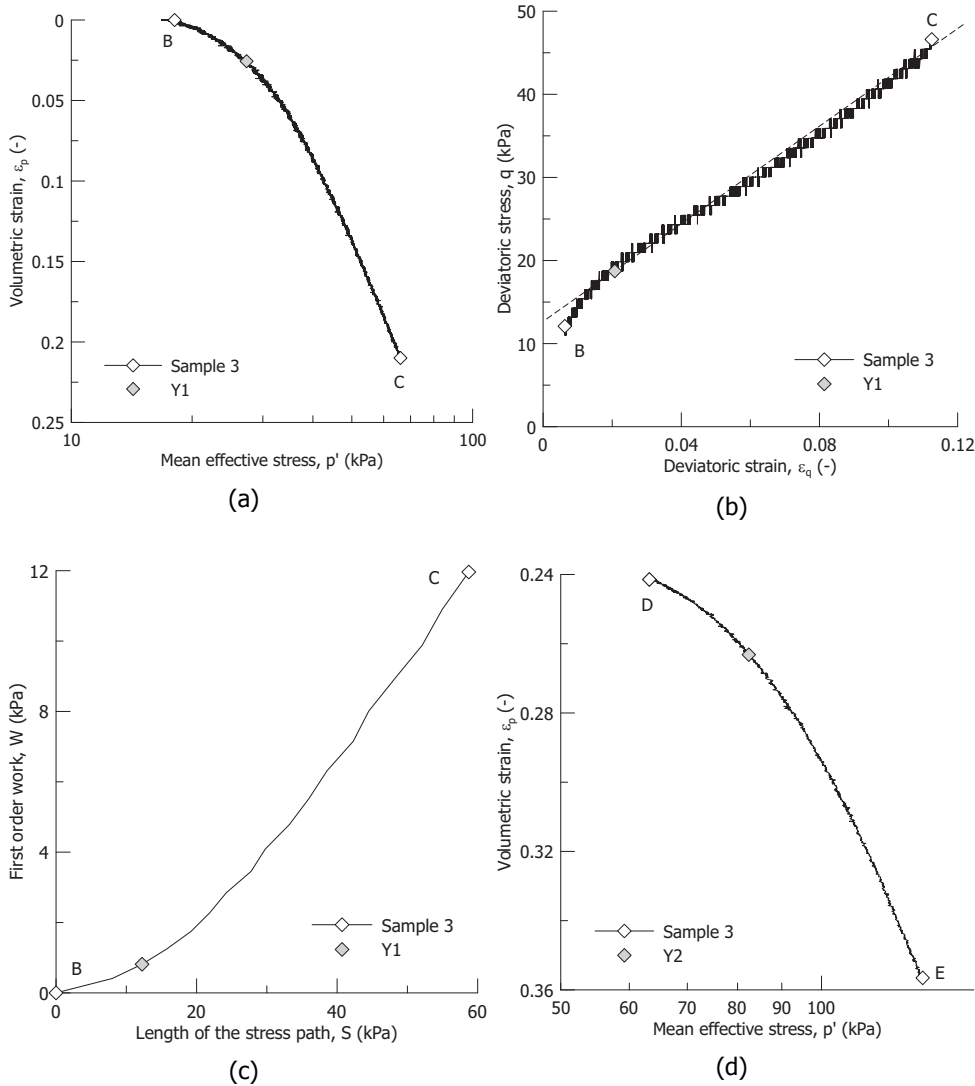 0
0.05
0.1
0.15
0.2
0.25
Volumetric strain, εp (-)
B
C
Sample 3
Y1
10
100
Mean effective stress, p' (kPa)
(a)
50
40
30
20
10
0
Deviatoric stress, q (kPa)
C
B
Sample 3
Y1
0
0.04
0.08
0.12
Deviatoric strain, εq (-)
(b)
12
8
4
0
First order work, W (kPa)
C
B
Sample 3
Y1
0
20
40
60
Length of the stress path, S (kPa)
(c)
0.24
0.28
0.32
0.36
Volumetric strain, εp (-)
D
E
Sample 3
Y2
50
60
70
80
90
100
Mean effective stress, p' (kPa)
(d)